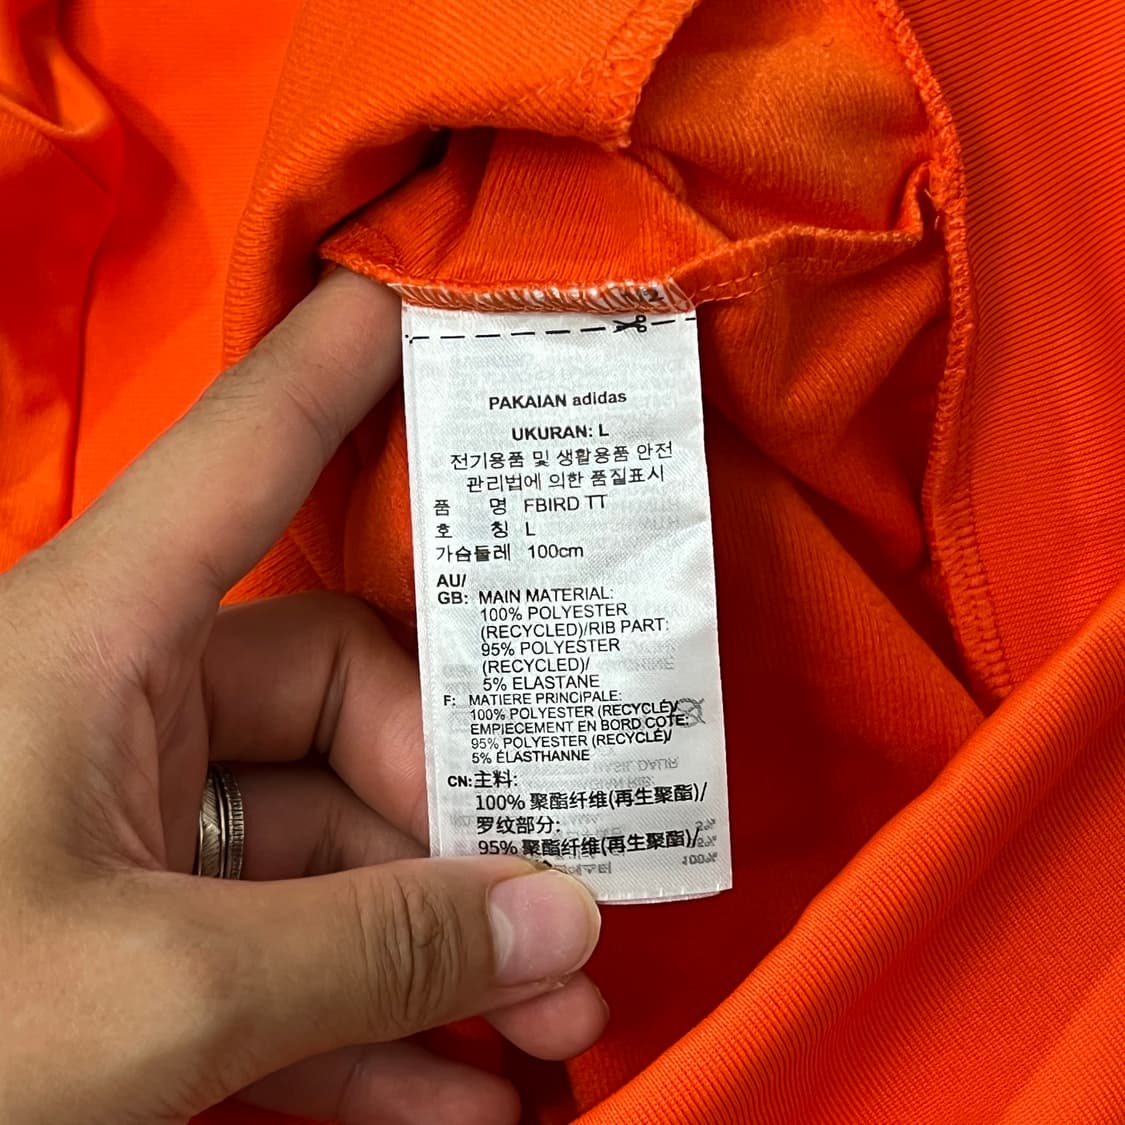 PAKAIAN adidas
UKURAN: L
전기용품 및 생활용품 안전
관리법에 의한 품질표시
품 명 FBIRD TT
호 칭 L
가슴둘레 100cm
AU/
GB: MAIN MATERIAL:
100% POLYESTER
(RECYCLED)/RIB PART:
95% POLYESTER
(RECYCLED)/
5% ELASTANE
F: MATIERE PRINCIPALE:
100% POLYESTER (RECYCLÉ)/
EMPIECEMENT EN BORD COTE:
95% POLYESTER (RECYCLÉ)/
5% ÉLASTHANNE
CN: 主料:
100% 聚酯纤维(再生聚酯)/
罗纹部分:
95% 聚酯纤维(再生聚酯)/